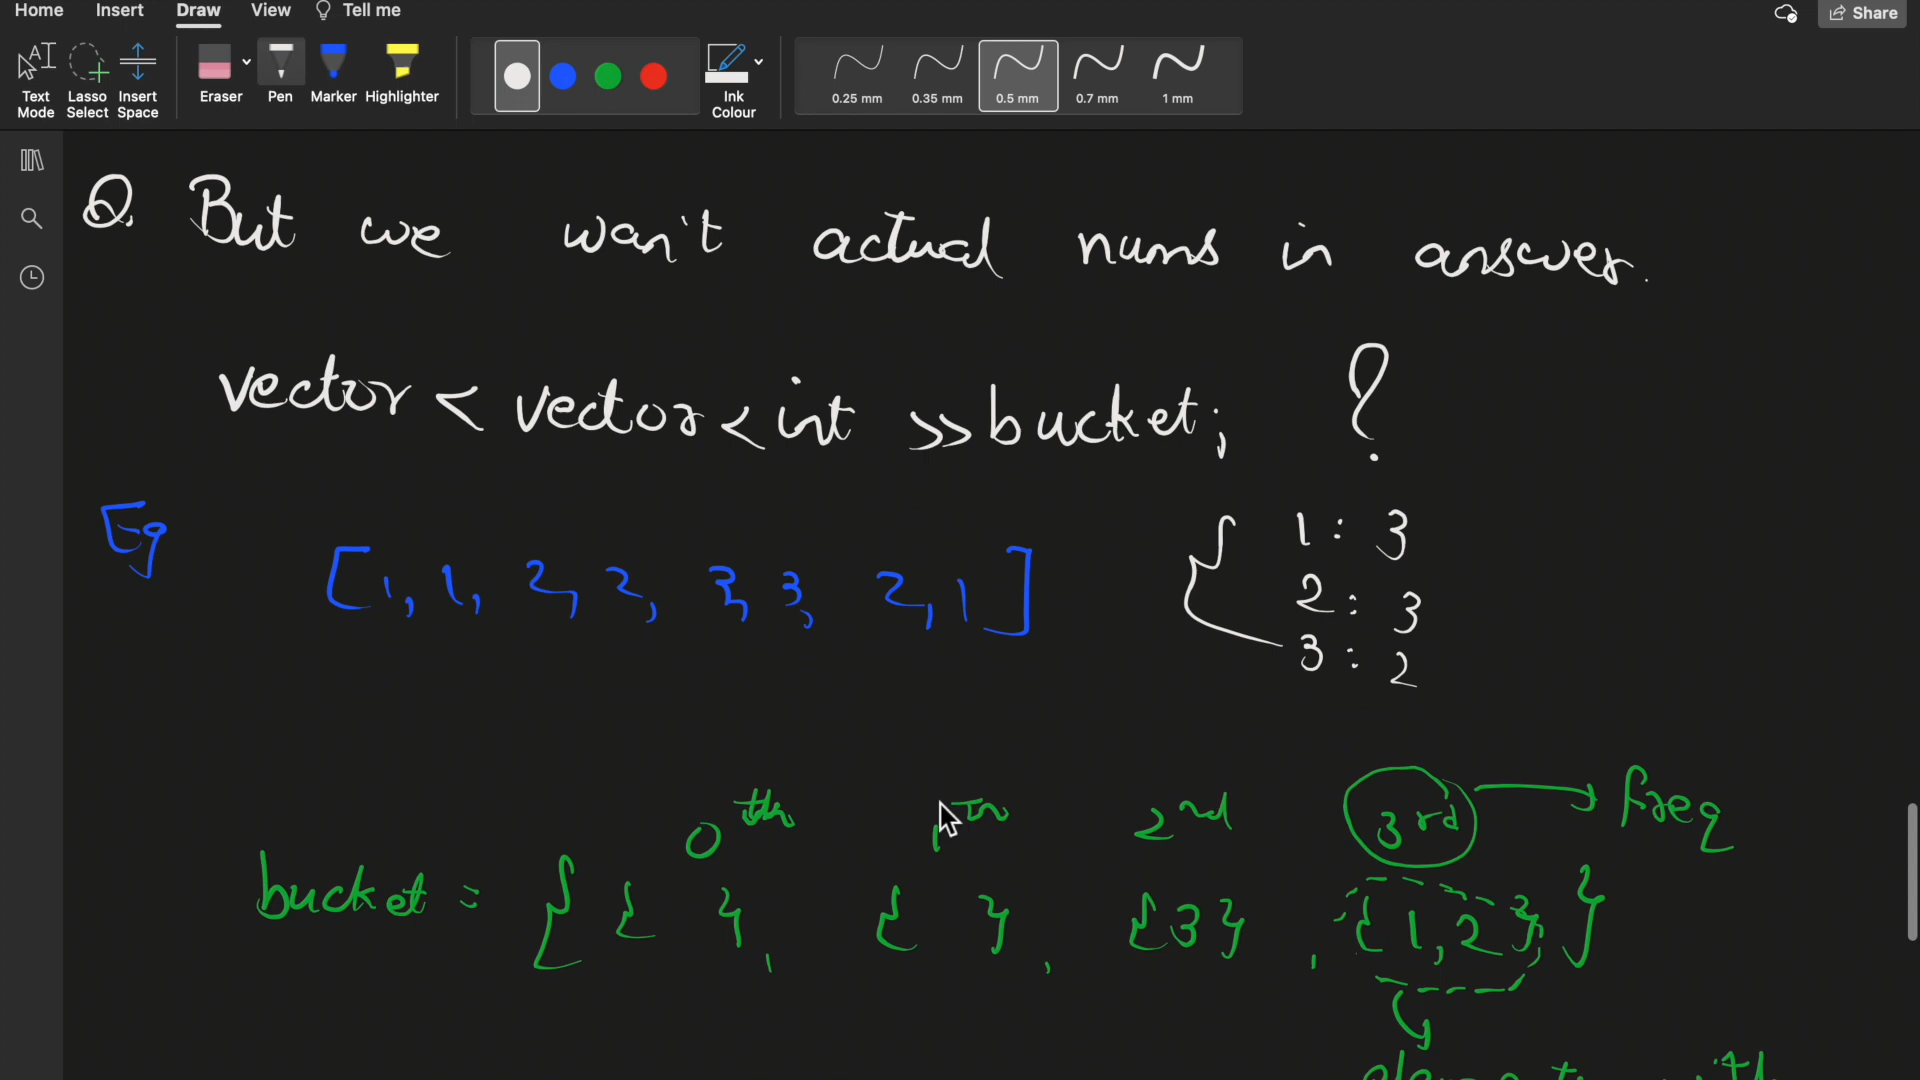 Home Insert Draw View Tell me Share
Text Mode Lasso Select Insert Space Eraser Pen Marker Highlighter Ink Colour 0.25 mm 0.35 mm 0.5 mm 0.7 mm 1 mm
Q. But we wan't actual nums in answer.
vector < vector < int >> bucket; ?
Eg [1, 1, 2, 2, 3, 3, 2, 1]
1 : 3
2 : 3
3 : 2
0th 1th 2nd 3rd → freq
bucket = { { }, { }, {3}, {1,2} }